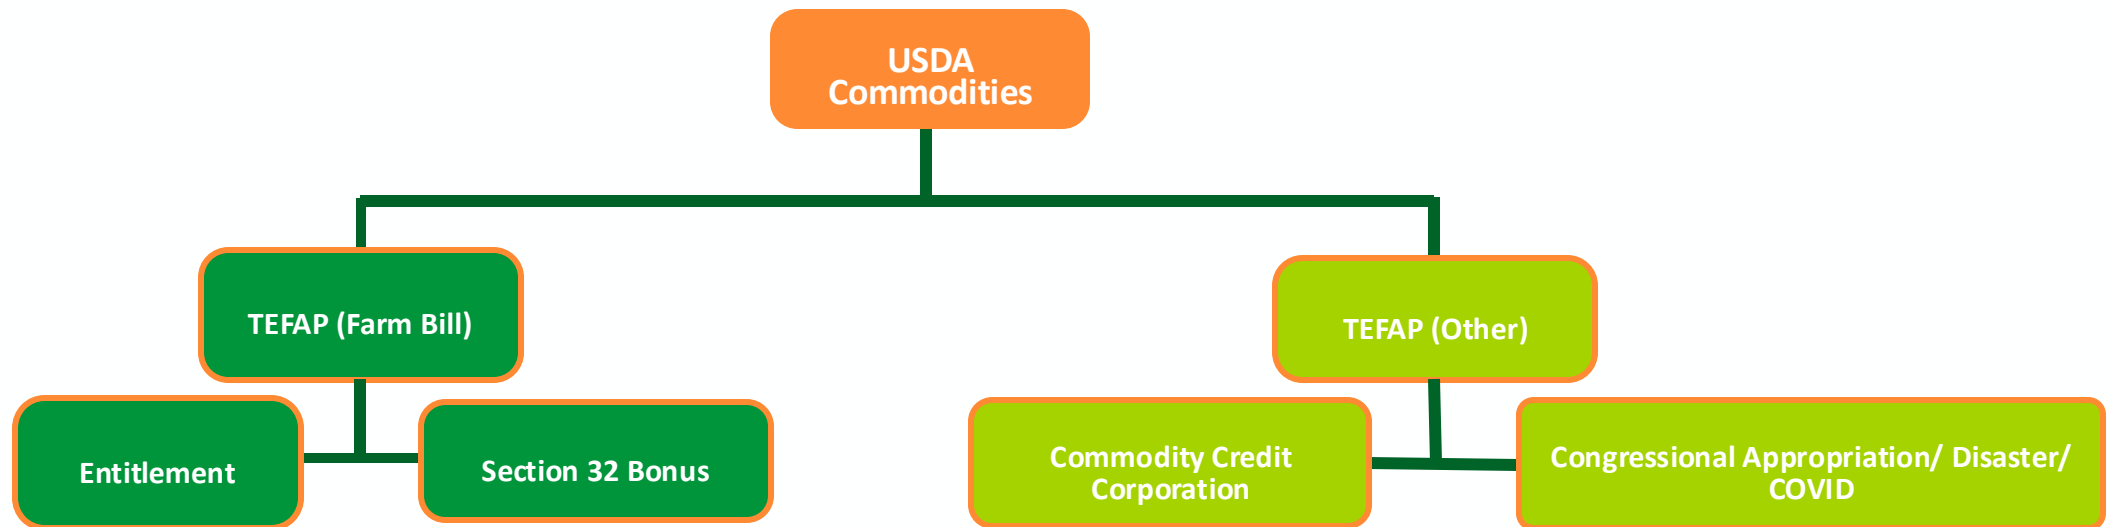 USDA
Commodities
TEFAP (Farm Bill)
TEFAP (Other)
Entitlement
Section 32 Bonus
Commodity Credit
Corporation
Congressional Appropriation/ Disaster/
COVID